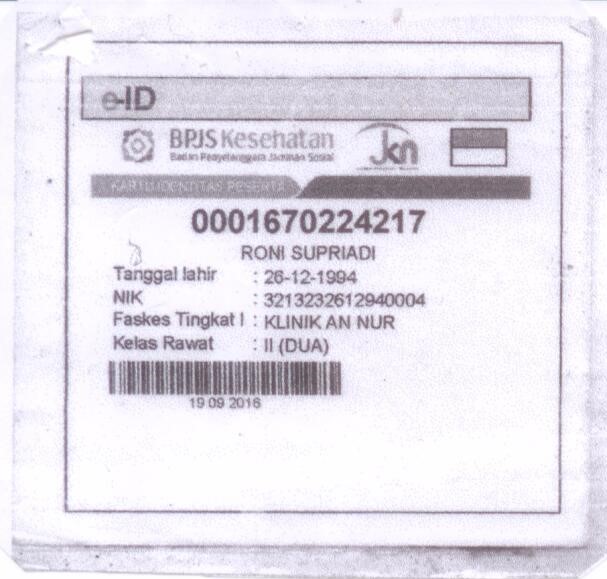 e-ID
BPJS Kesehatan
Badan Penyelenggara Jaminan Sosial
jkn
KARTU IDENTITAS PESERTA
0001670224217
RONI SUPRIADI
Tanggal lahir : 26-12-1994
NIK : 3213232612940004
Faskes Tingkat I : KLINIK AN NUR
Kelas Rawat : II (DUA)
19 09 2016